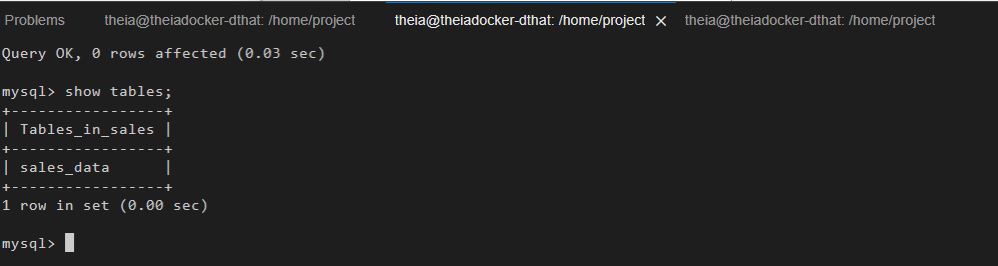 Problems theia@theiadocker-dthat: /home/project theia@theiadocker-dthat: /home/project × theia@theiadocker-dthat: /home/project
Query OK, 0 rows affected (0.03 sec)
mysql> show tables;
+-----------------+
| Tables_in_sales |
+-----------------+
| sales_data      |
+-----------------+
1 row in set (0.00 sec)
mysql>